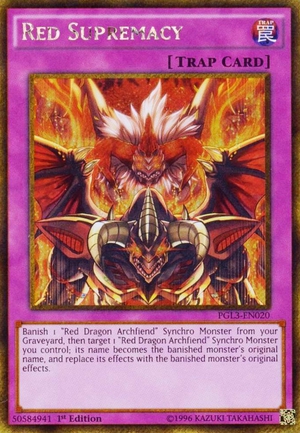 RED SUPREMACY
TRAP
罠
[TRAP CARD]
PGL3-EN020
Banish 1 "Red Dragon Archfiend" Synchro Monster from your
Graveyard, then target 1 "Red Dragon Archfiend" Synchro Monster
you control; its name becomes the banished monster's original
name, and replace its effects with the banished monster's original
effects.
50584941 1st Edition ©1996 KAZUKI TAKAHASHI